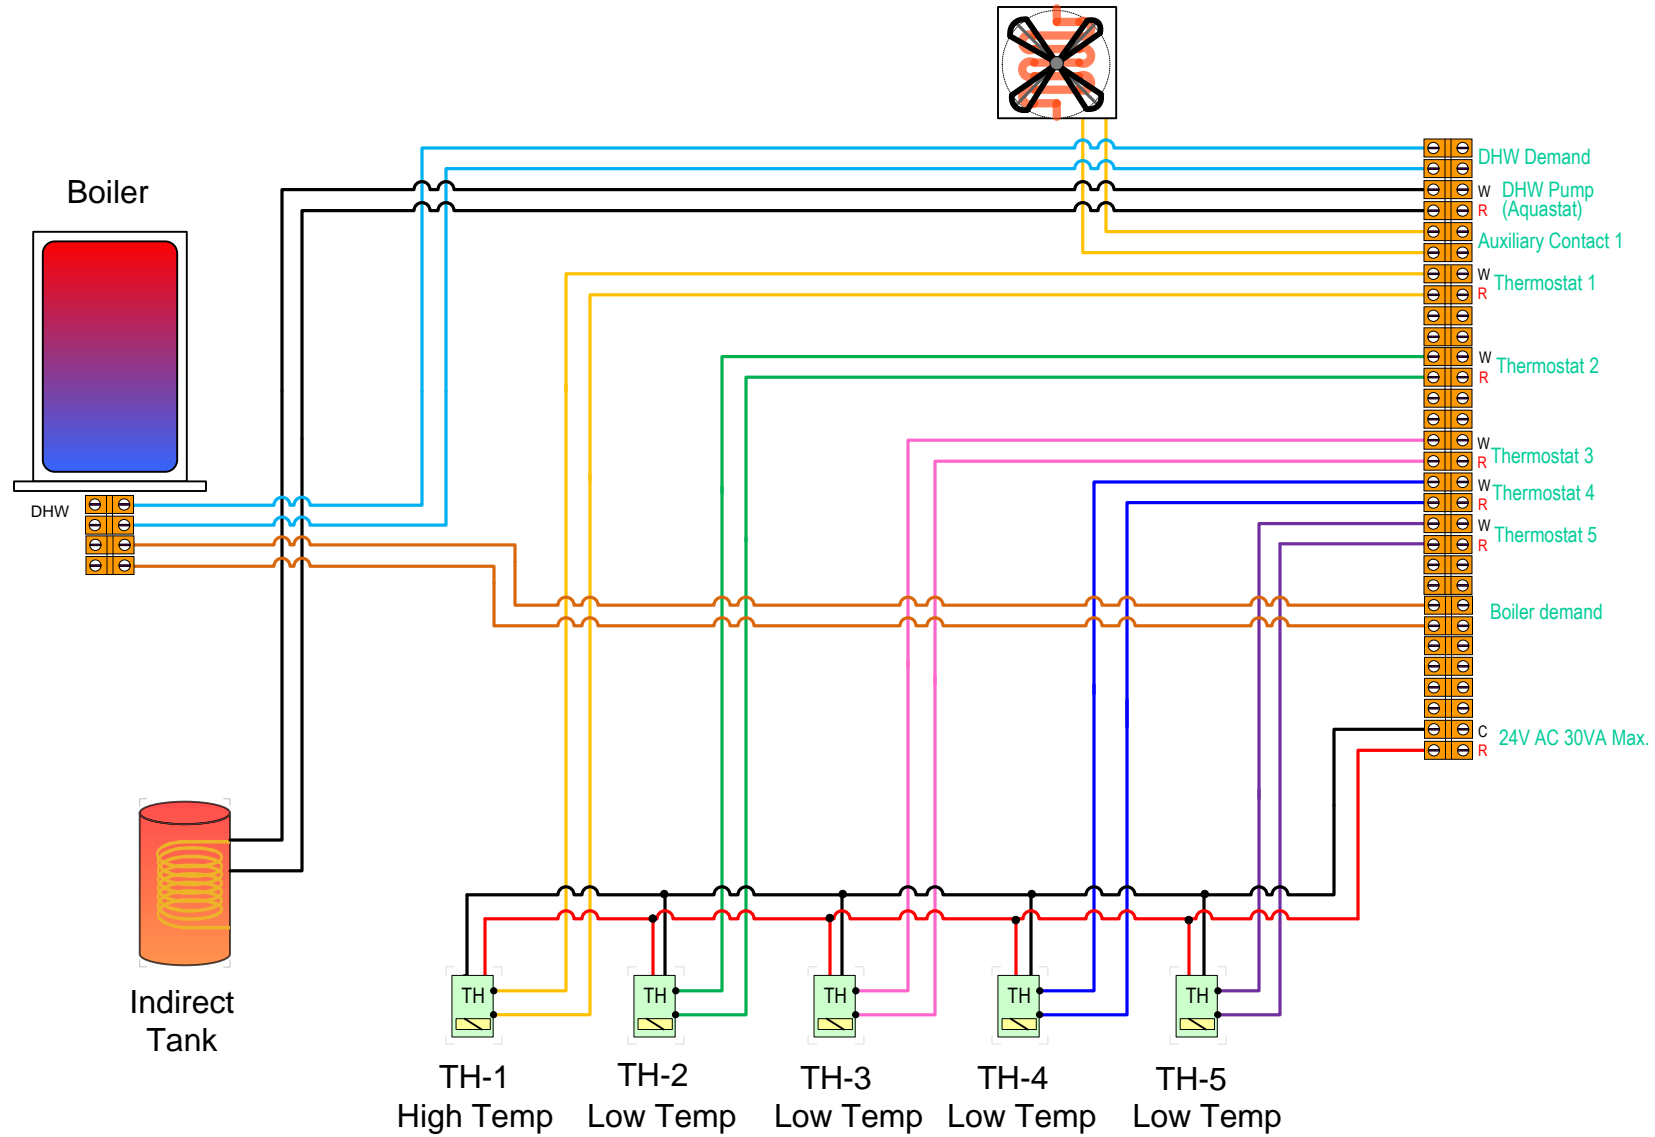 Boiler
DHW
Indirect
Tank
DHW Demand
W DHW Pump
R (Aquastat)
Auxiliary Contact 1
W
Thermostat 1
R
W
Thermostat 2
R
W
Thermostat 3
R
W
Thermostat 4
R
W
Thermostat 5
R
Boiler demand
C
24V AC 30VA Max.
R
TH TH TH TH TH
TH-1 TH-2 TH-3 TH-4 TH-5
High Temp Low Temp Low Temp Low Temp Low Temp